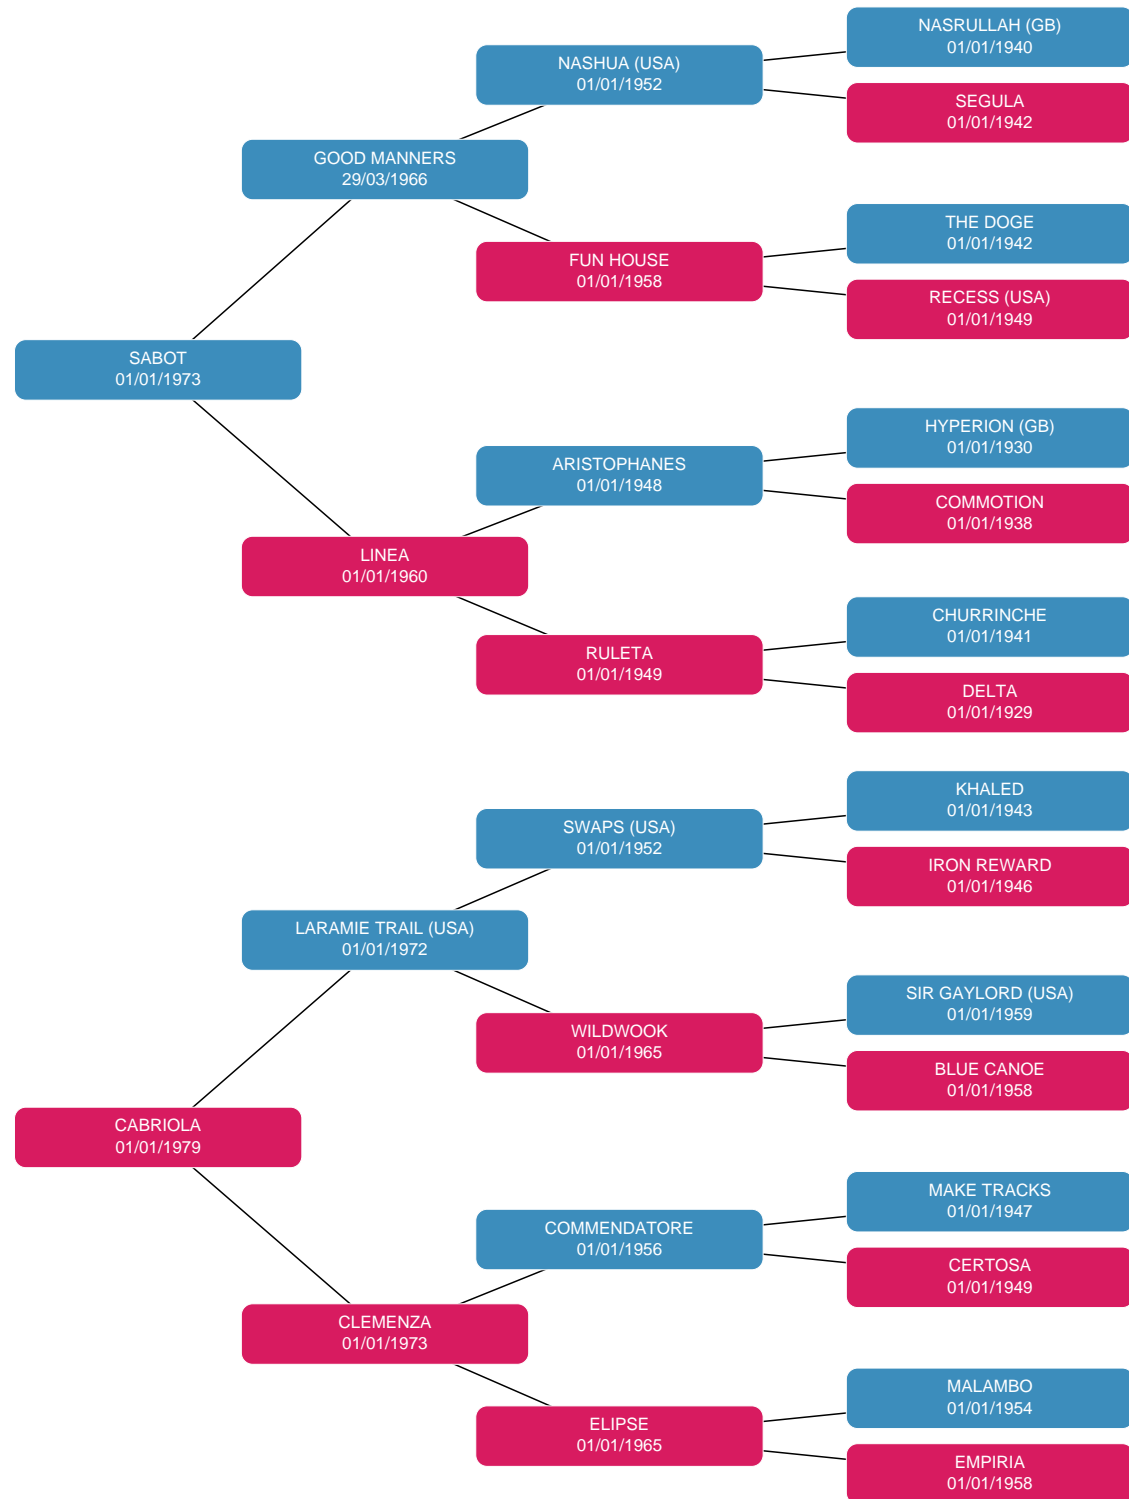 NASRULLAH (GB)
01/01/1940
NASHUA (USA)
01/01/1952
SEGULA
01/01/1942
GOOD MANNERS
29/03/1966
THE DOGE
01/01/1942
FUN HOUSE
01/01/1958
RECESS (USA)
01/01/1949
SABOT
01/01/1973
HYPERION (GB)
01/01/1930
ARISTOPHANES
01/01/1948
COMMOTION
01/01/1938
LINEA
01/01/1960
CHURRINCHE
01/01/1941
RULETA
01/01/1949
DELTA
01/01/1929
KHALED
01/01/1943
SWAPS (USA)
01/01/1952
IRON REWARD
01/01/1946
LARAMIE TRAIL (USA)
01/01/1972
SIR GAYLORD (USA)
01/01/1959
WILDWOOK
01/01/1965
BLUE CANOE
01/01/1958
CABRIOLA
01/01/1979
MAKE TRACKS
01/01/1947
COMMENDATORE
01/01/1956
CERTOSA
01/01/1949
CLEMENZA
01/01/1973
MALAMBO
01/01/1954
ELIPSE
01/01/1965
EMPIRIA
01/01/1958